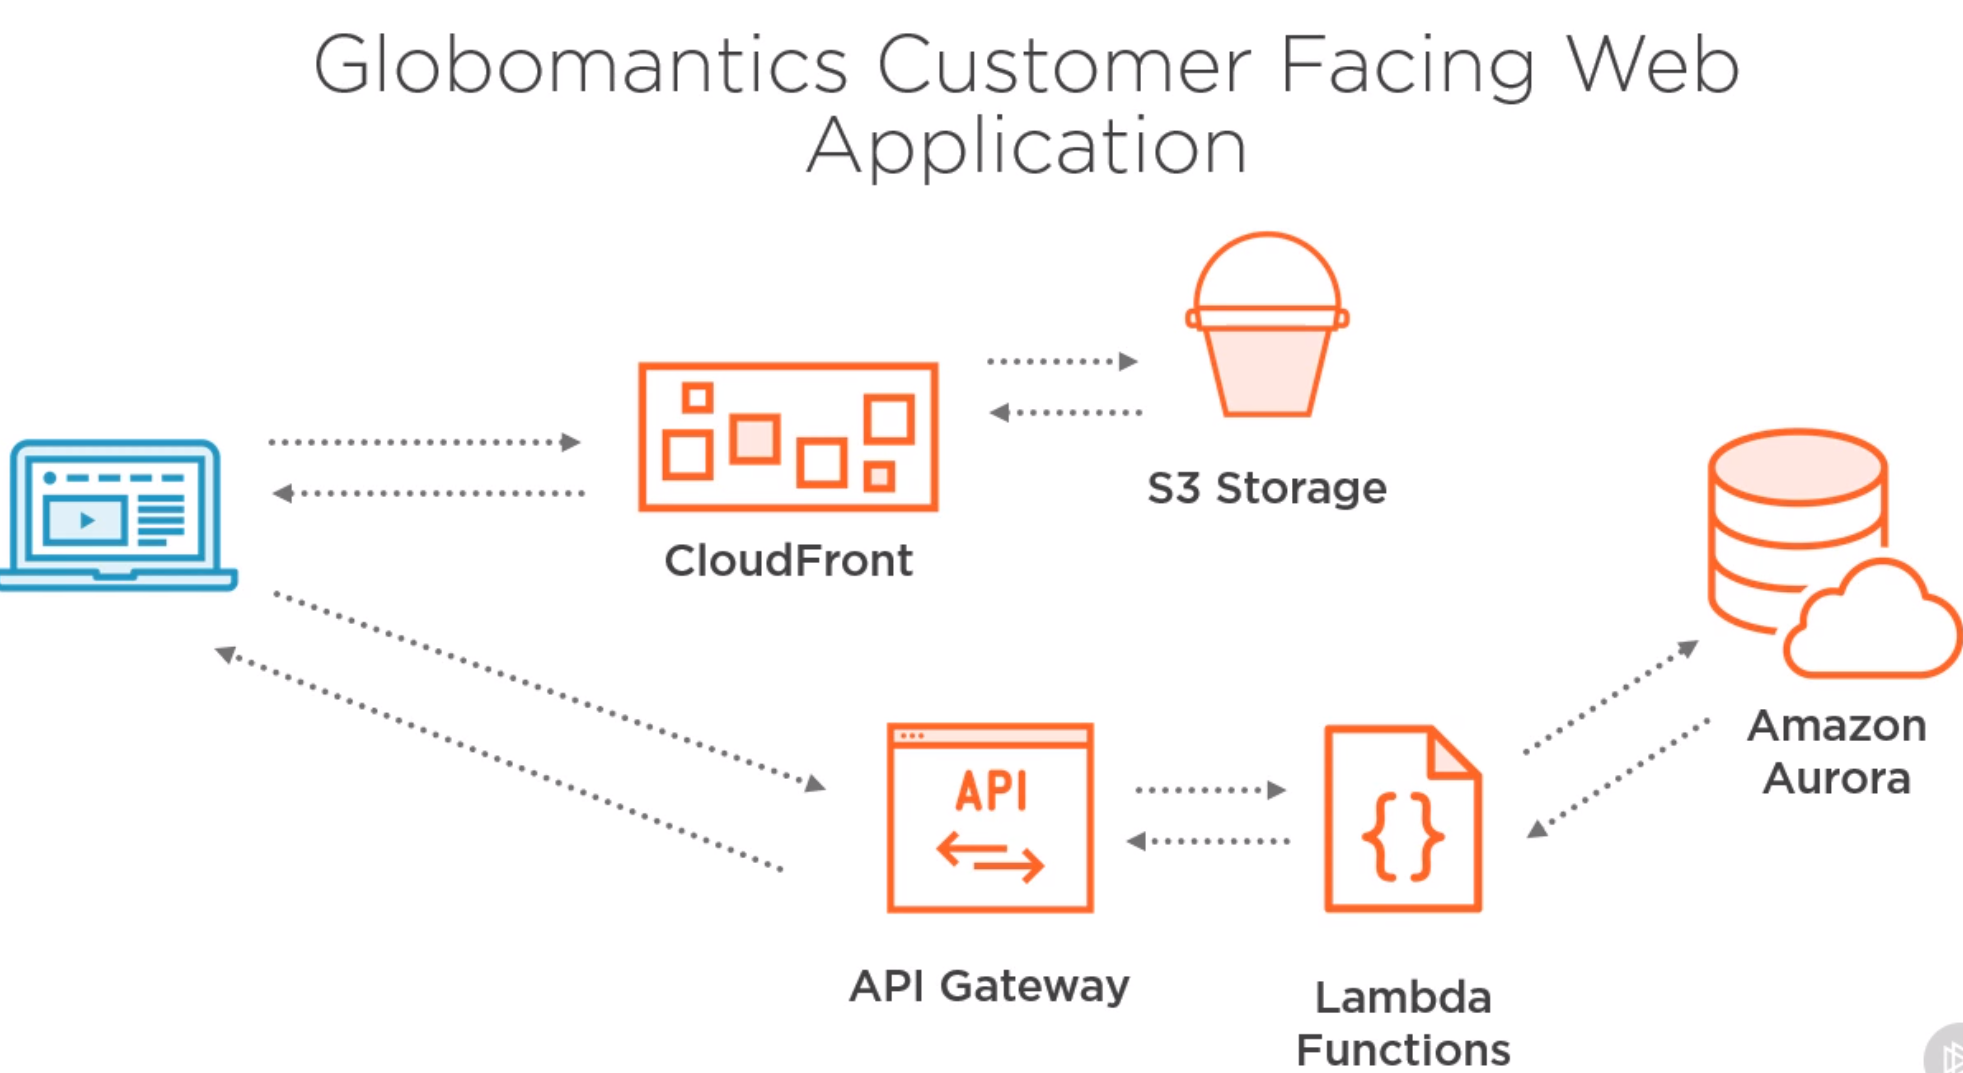 Globomantics Customer Facing Web
Application
S3 Storage
CloudFront
Amazon
Aurora
API
API Gateway
Lambda
Functions